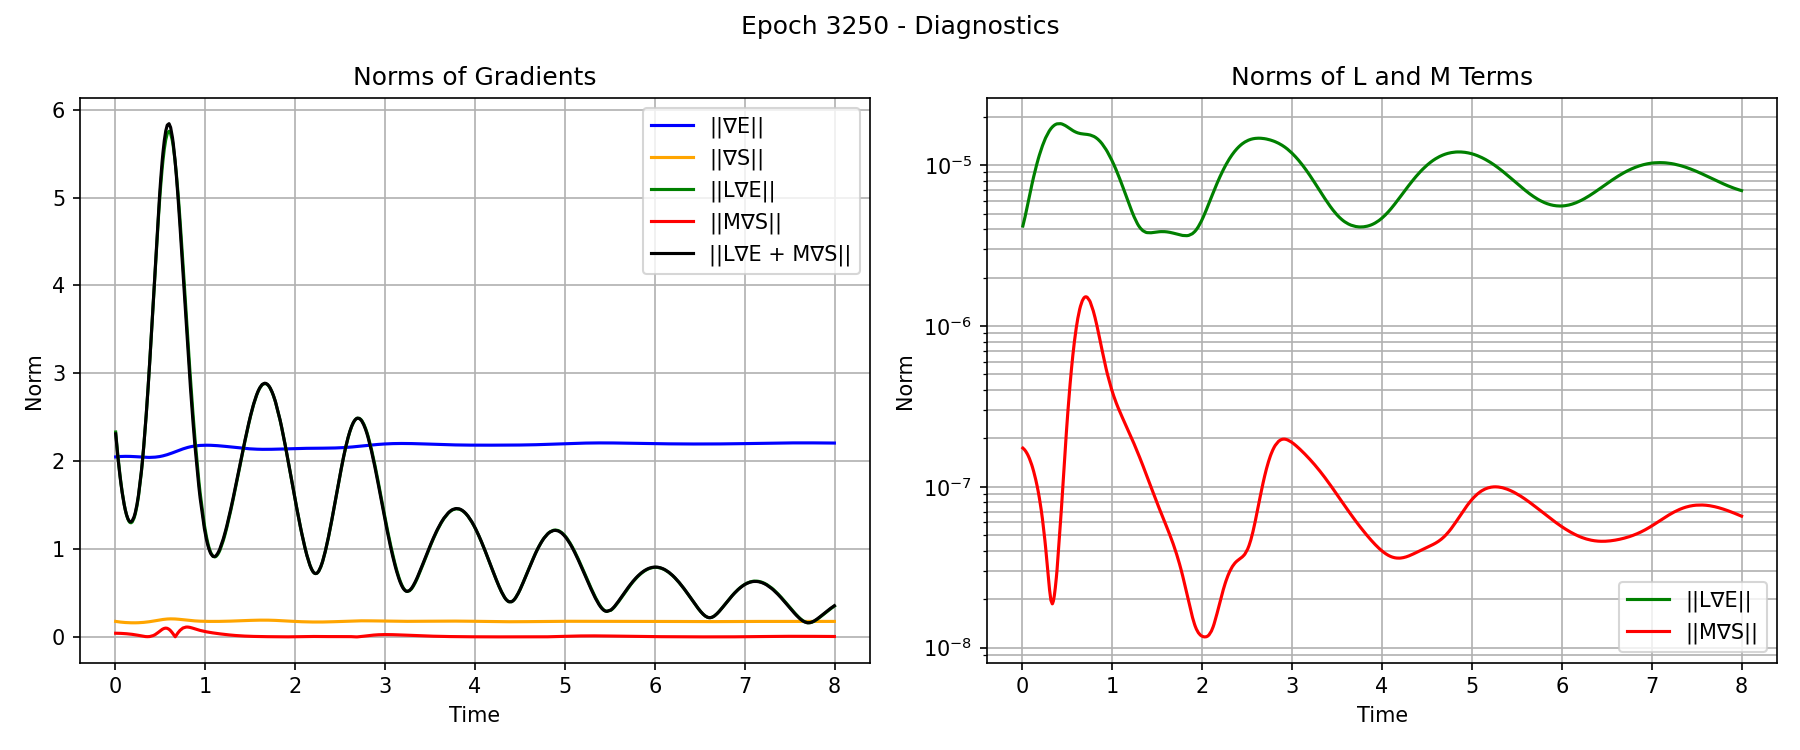 Epoch 3250 - Diagnostics
Norms of Gradients
Norm
6
5
4
3
2
1
0
||∇E||
||∇S||
||L∇E||
||M∇S||
||L∇E + M∇S||
0 1 2 3 4 5 6 7 8
Time
Norms of L and M Terms
Norm
10⁻⁵
10⁻⁶
10⁻⁷
10⁻⁸
||L∇E||
||M∇S||
0 1 2 3 4 5 6 7 8
Time